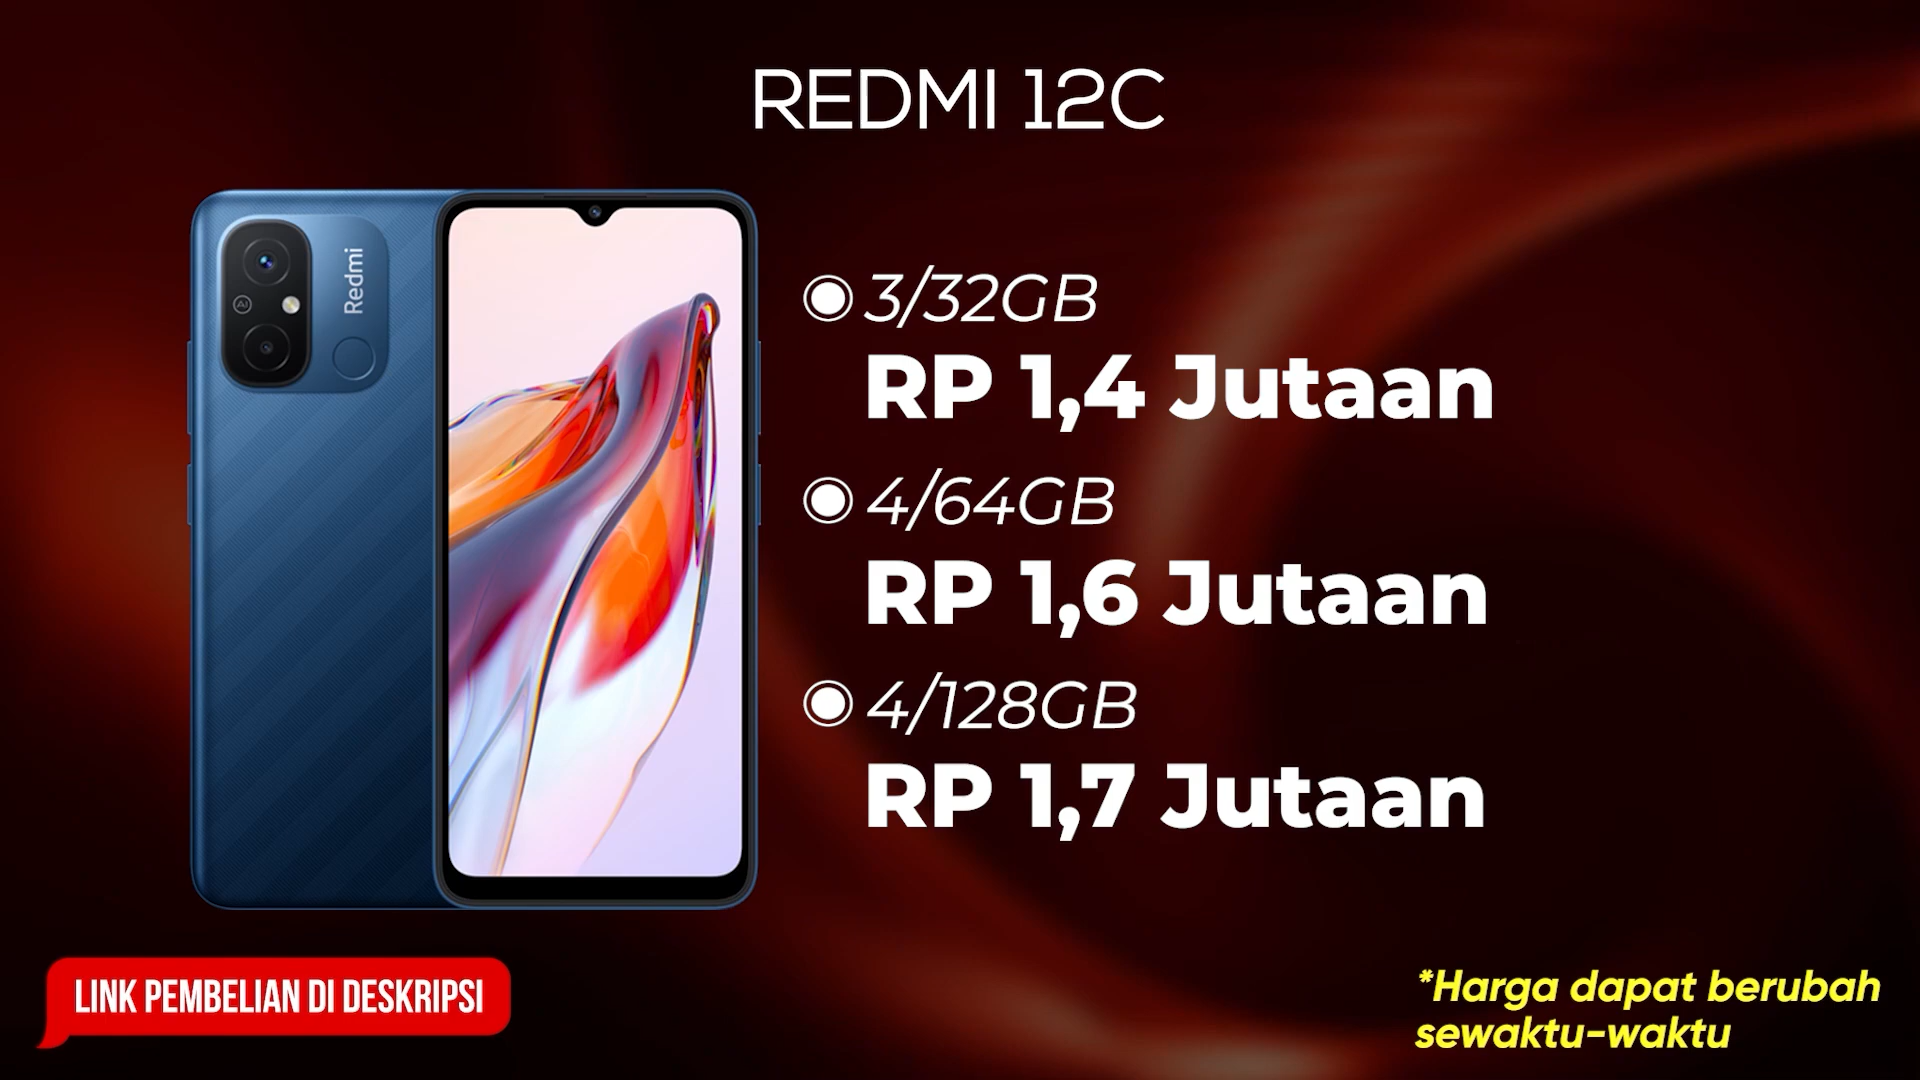 REDMI 12C
Redmi
AI
3/32GB
RP 1,4 Jutaan
4/64GB
RP 1,6 Jutaan
4/128GB
RP 1,7 Jutaan
LINK PEMBELIAN DI DESKRIPSI
*Harga dapat berubah
sewaktu-waktu